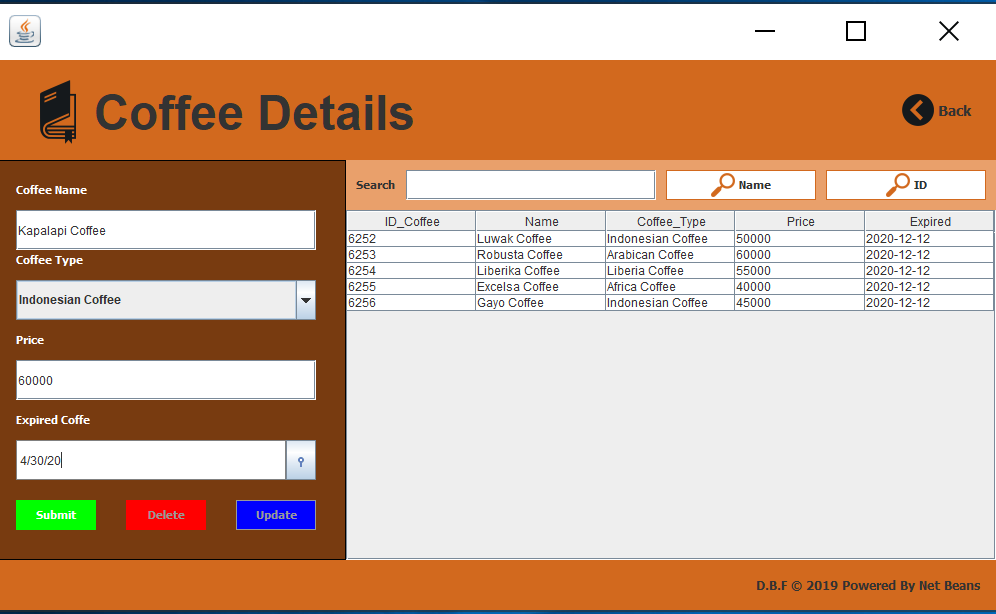 Coffee Details
Back
Coffee Name
Kapalapi Coffee
Coffee Type
Indonesian Coffee
Price
60000
Expired Coffe
4/30/20
Submit Delete Update
Search Name ID
ID_Coffee Name Coffee_Type Price Expired
6252 Luwak Coffee Indonesian Coffee 50000 2020-12-12
6253 Robusta Coffee Arabican Coffee 60000 2020-12-12
6254 Liberika Coffee Liberia Coffee 55000 2020-12-12
6255 Excelsa Coffee Africa Coffee 40000 2020-12-12
6256 Gayo Coffee Indonesian Coffee 45000 2020-12-12
D.B.F © 2019 Powered By Net Beans